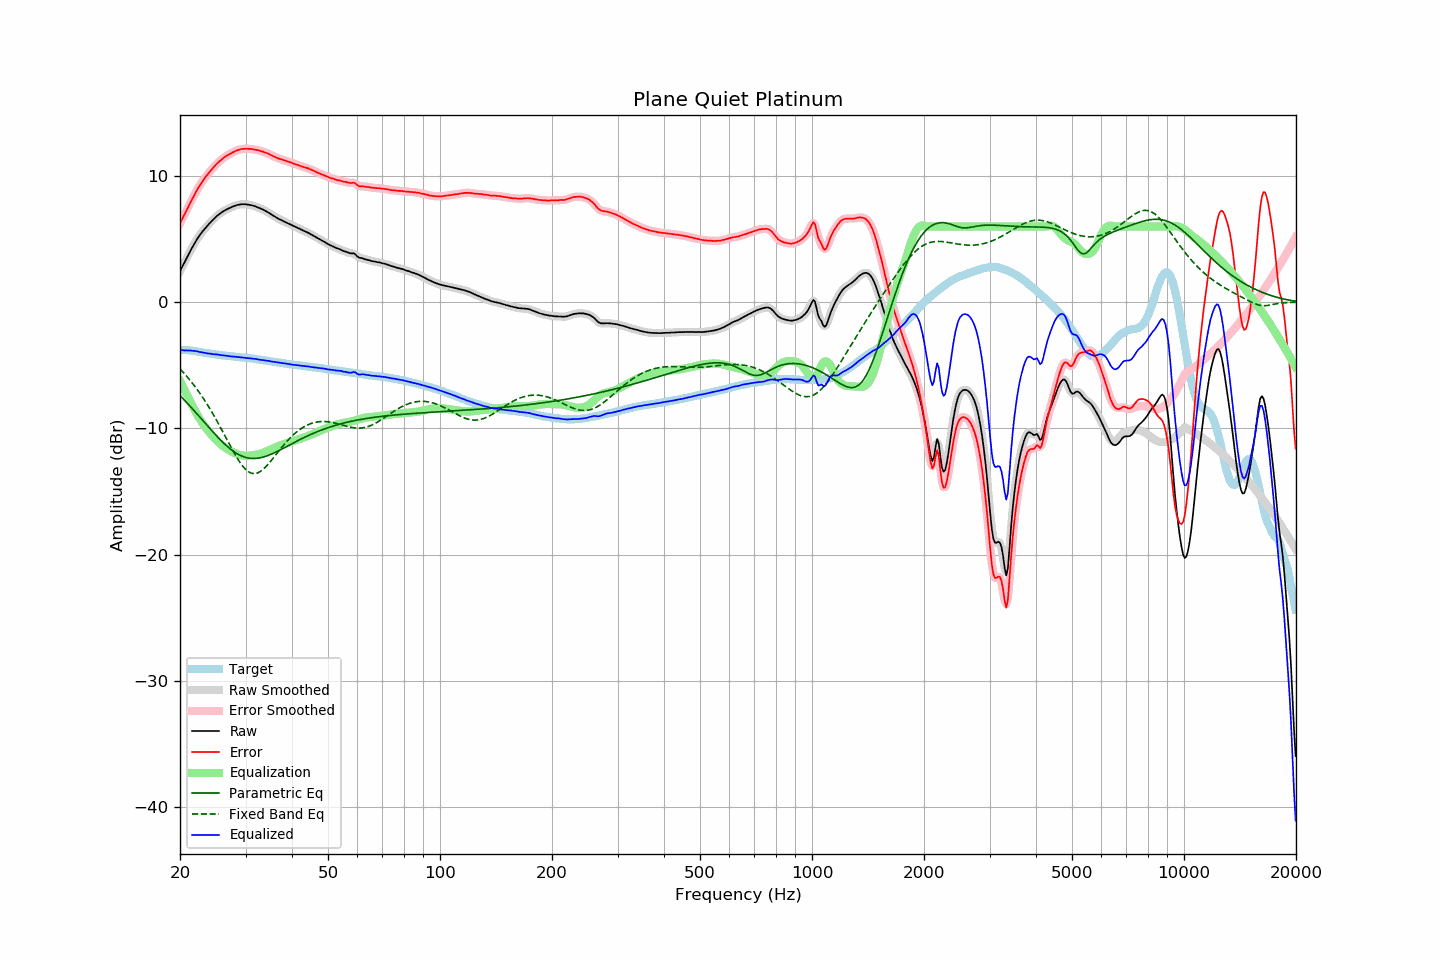 Plane Quiet Platinum
10
0
−10
−20
−30
−40
Amplitude (dBr)
Target
Raw Smoothed
Error Smoothed
Raw
Error
Equalization
Parametric Eq
Fixed Band Eq
Equalized
20 50 100 200 500 1000 2000 5000 10000 20000
Frequency (Hz)